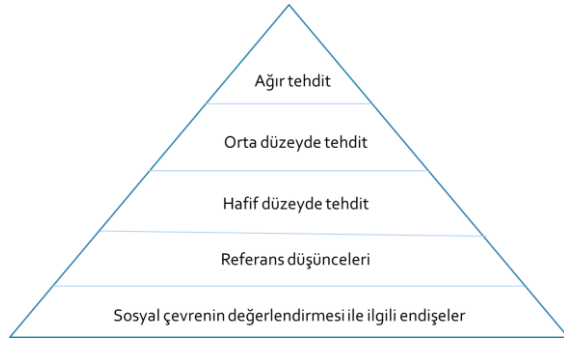 Ağır tehdit
Orta düzeyde tehdit
Hafif düzeyde tehdit
Referans düşünceleri
Sosyal çevrenin değerlendirmesi ile ilgili endişeler